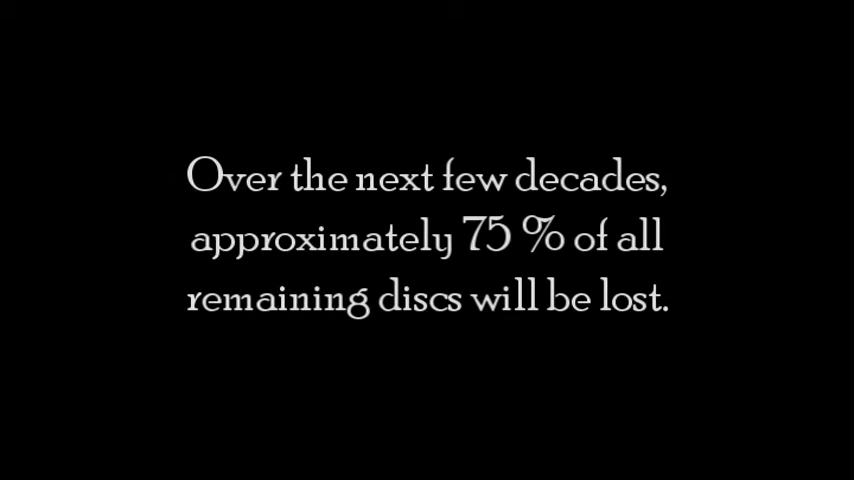 Over the next few decades,
approximately 75 % of all
remaining discs will be lost.